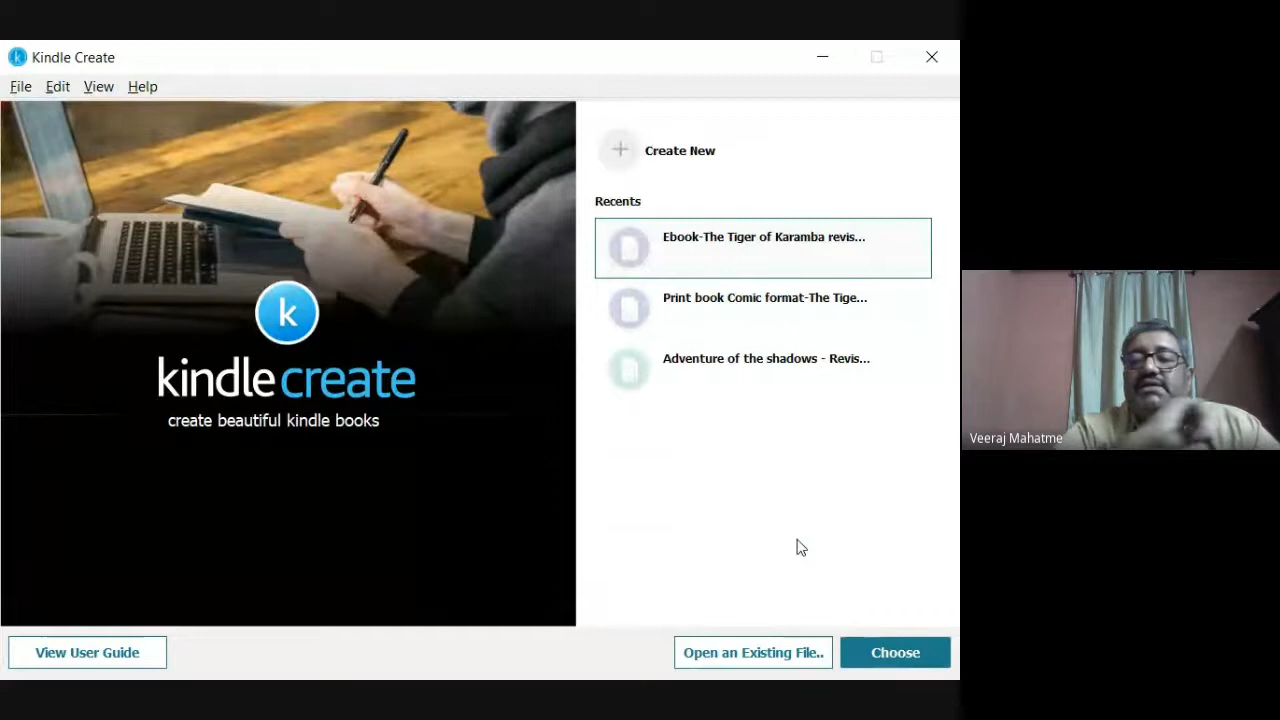 Kindle Create
File Edit View Help
Create New
Recents
Ebook-The Tiger of Karamba revis...
Print book Comic format-The Tige...
Adventure of the shadows - Revis...
k
kindlecreate
create beautiful kindle books
View User Guide
Open an Existing File..
Choose
Veeraj Mahatme